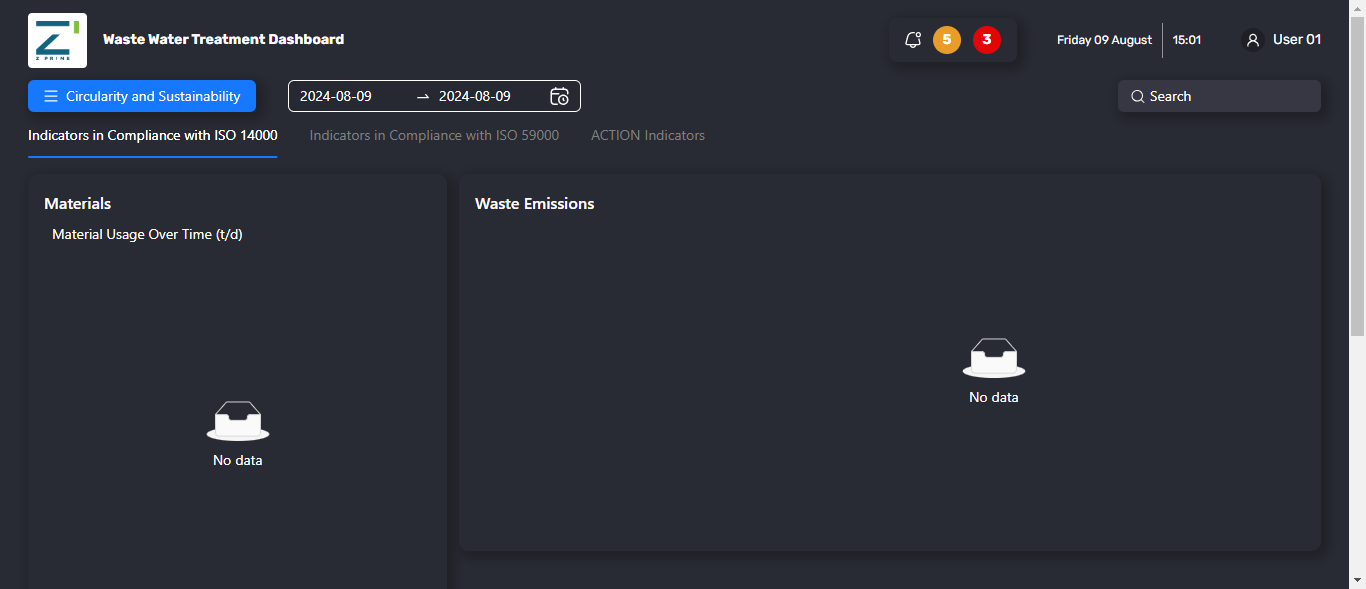 Z PRIME
Waste Water Treatment Dashboard
5
3
Friday 09 August
15:01
User 01
Circularity and Sustainability
2024-08-09
2024-08-09
Search
Indicators in Compliance with ISO 14000
Indicators in Compliance with ISO 59000
ACTION Indicators
Materials
Material Usage Over Time (t/d)
No data
Waste Emissions
No data